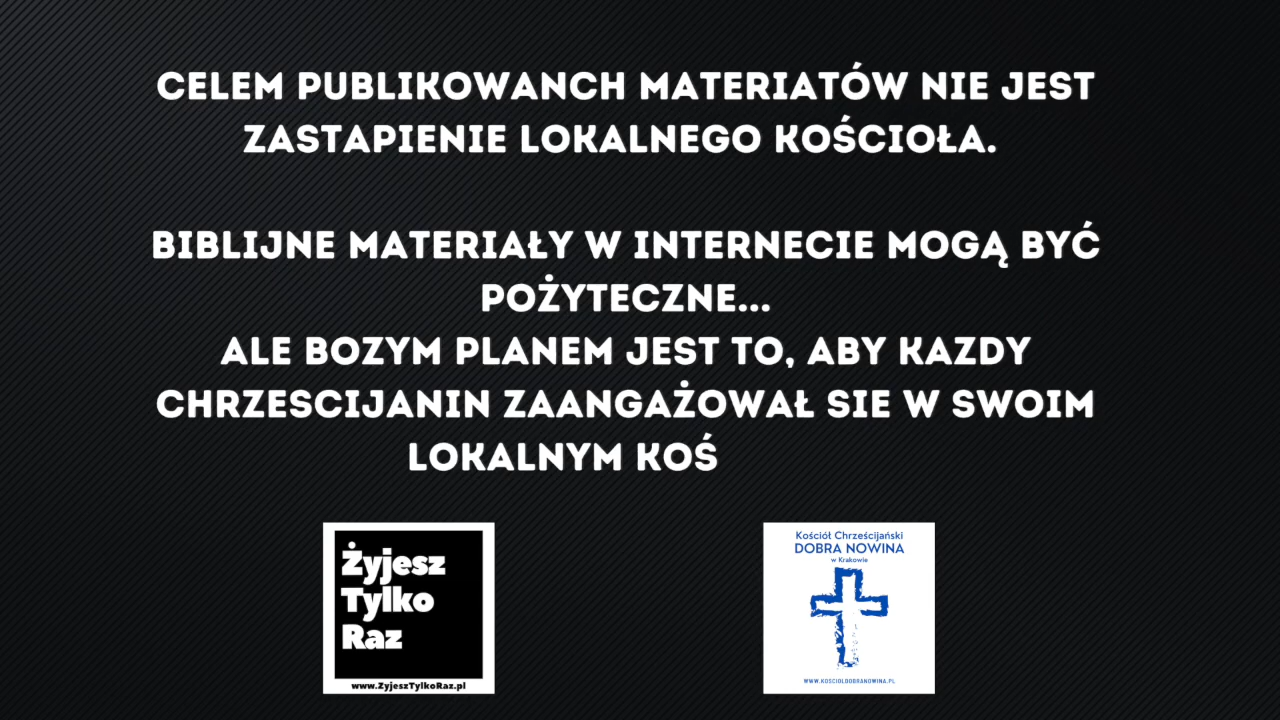 CELEM PUBLIKOWANCH MATERIATÓW NIE JEST
ZASTAPIENIE LOKALNEGO KOŚCIOŁA.
BIBLIJNE MATERIAŁY W INTERNECIE MOGĄ BYĆ
POŻYTECZNE...
ALE BOZYM PLANEM JEST TO, ABY KAZDY
CHRZESCIJANIN ZAANGAŻOWAŁ SIE W SWOIM
LOKALNYM KOŚ
Żyjesz
Tylko
Raz
www.ZyjeszTylkoRaz.pl
Kościół Chrześcijański
DOBRA NOWINA
w Krakowie
WWW.KOSCIOLDOBRANOWINA.PL